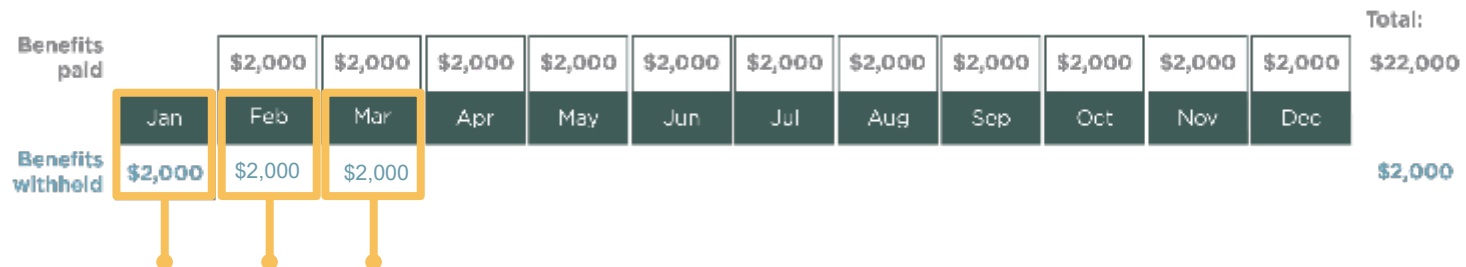 Total:
Benefits paid $2,000 $2,000 $2,000 $2,000 $2,000 $2,000 $2,000 $2,000 $2,000 $2,000 $2,000 $22,000
Jan Feb Mar Apr May Jun Jul Aug Sep Oct Nov Dec
Benefits withheld $2,000 $2,000 $2,000 $2,000